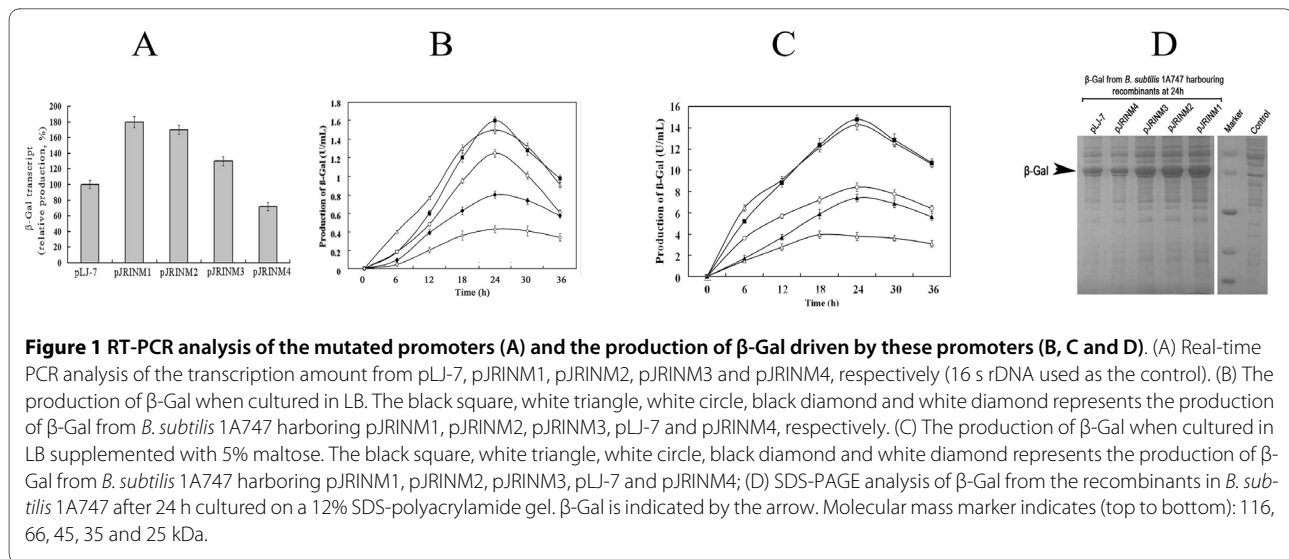 A
B
C
D
β-Gal transcript
(relative production, %)
200
180
160
140
120
100
80
60
40
20
0
pLJ-7 pJRINM1 pJRINM2 pJRINM3 pJRINM4
Production of ß-Gal (U/mL)
1.8
1.6
1.4
1.2
1
0.8
0.6
0.4
0.2
0
0 6 12 18 24 30 36
Time (h)
Production of ß-Gal (U/mL)
16
14
12
10
8
6
4
2
0
0 6 12 18 24 30 36
Time (h)
β-Gal from B. subtilis 1A747 harbouring
recombinants at 24h
pLJ-7 pJRINM4 pJRINM3 pJRINM2 pJRINM1 Marker Control
β-Gal
Figure 1 RT-PCR analysis of the mutated promoters (A) and the production of β-Gal driven by these promoters (B, C and D). (A) Real-time
PCR analysis of the transcription amount from pLJ-7, pJRINM1, pJRINM2, pJRINM3 and pJRINM4, respectively (16 s rDNA used as the control). (B) The
production of β-Gal when cultured in LB. The black square, white triangle, white circle, black diamond and white diamond represents the production
of β-Gal from B. subtilis 1A747 harboring pJRINM1, pJRINM2, pJRINM3, pLJ-7 and pJRINM4, respectively. (C) The production of β-Gal when cultured in
LB supplemented with 5% maltose. The black square, white triangle, white circle, black diamond and white diamond represents the production of β-
Gal from B. subtilis 1A747 harboring pJRINM1, pJRINM2, pJRINM3, pLJ-7 and pJRINM4; (D) SDS-PAGE analysis of β-Gal from the recombinants in B. sub-
tilis 1A747 after 24 h cultured on a 12% SDS-polyacrylamide gel. β-Gal is indicated by the arrow. Molecular mass marker indicates (top to bottom): 116,
66, 45, 35 and 25 kDa.